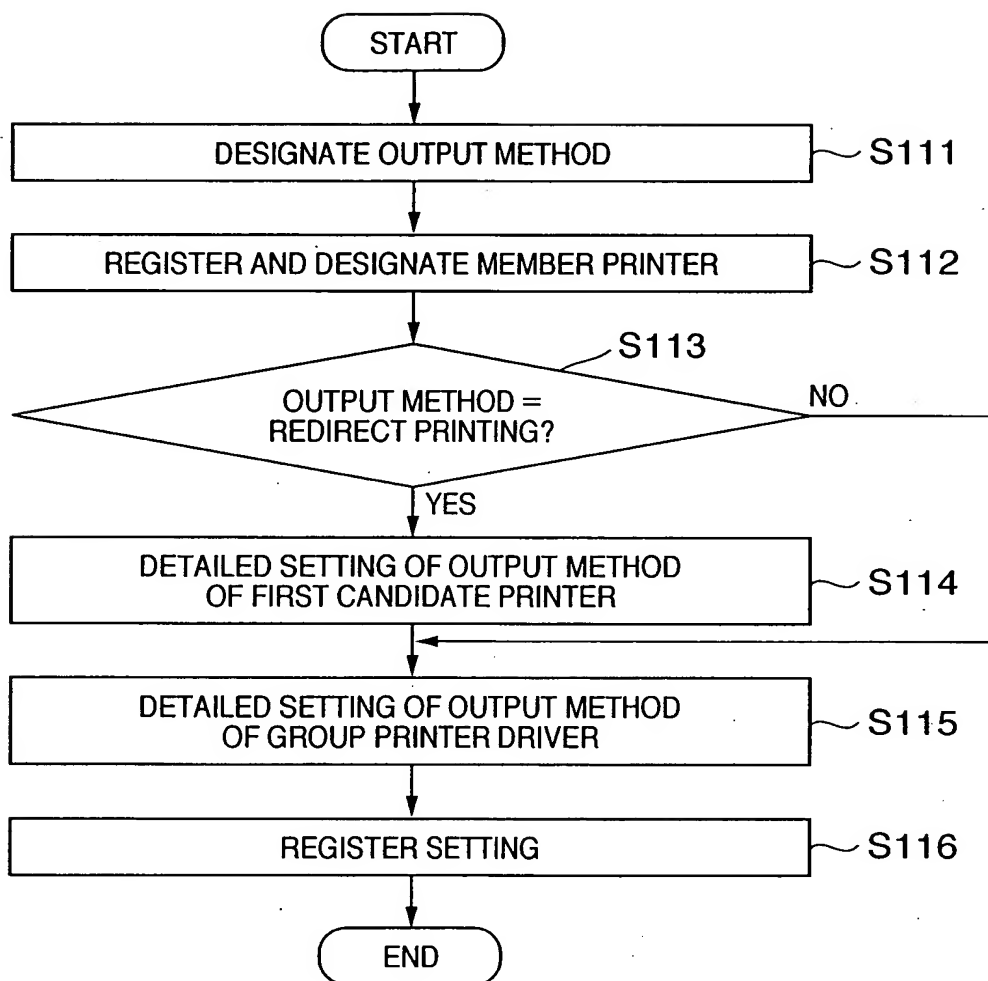 START
DESIGNATE OUTPUT METHOD
S111
REGISTER AND DESIGNATE MEMBER PRINTER
S112
S113
OUTPUT METHOD =
REDIRECT PRINTING?
NO
YES
DETAILED SETTING OF OUTPUT METHOD
OF FIRST CANDIDATE PRINTER
S114
DETAILED SETTING OF OUTPUT METHOD
OF GROUP PRINTER DRIVER
S115
REGISTER SETTING
S116
END